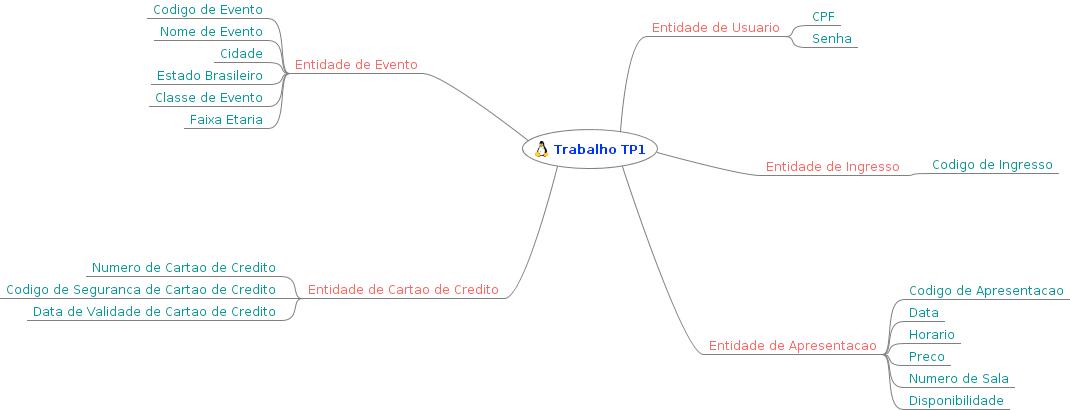 Trabalho TP1
Entidade de Evento
Codigo de Evento
Nome de Evento
Cidade
Estado Brasileiro
Classe de Evento
Faixa Etaria
Entidade de Cartao de Credito
Numero de Cartao de Credito
Codigo de Seguranca de Cartao de Credito
Data de Validade de Cartao de Credito
Entidade de Usuario
CPF
Senha
Entidade de Ingresso
Codigo de Ingresso
Entidade de Apresentacao
Codigo de Apresentacao
Data
Horario
Preco
Numero de Sala
Disponibilidade